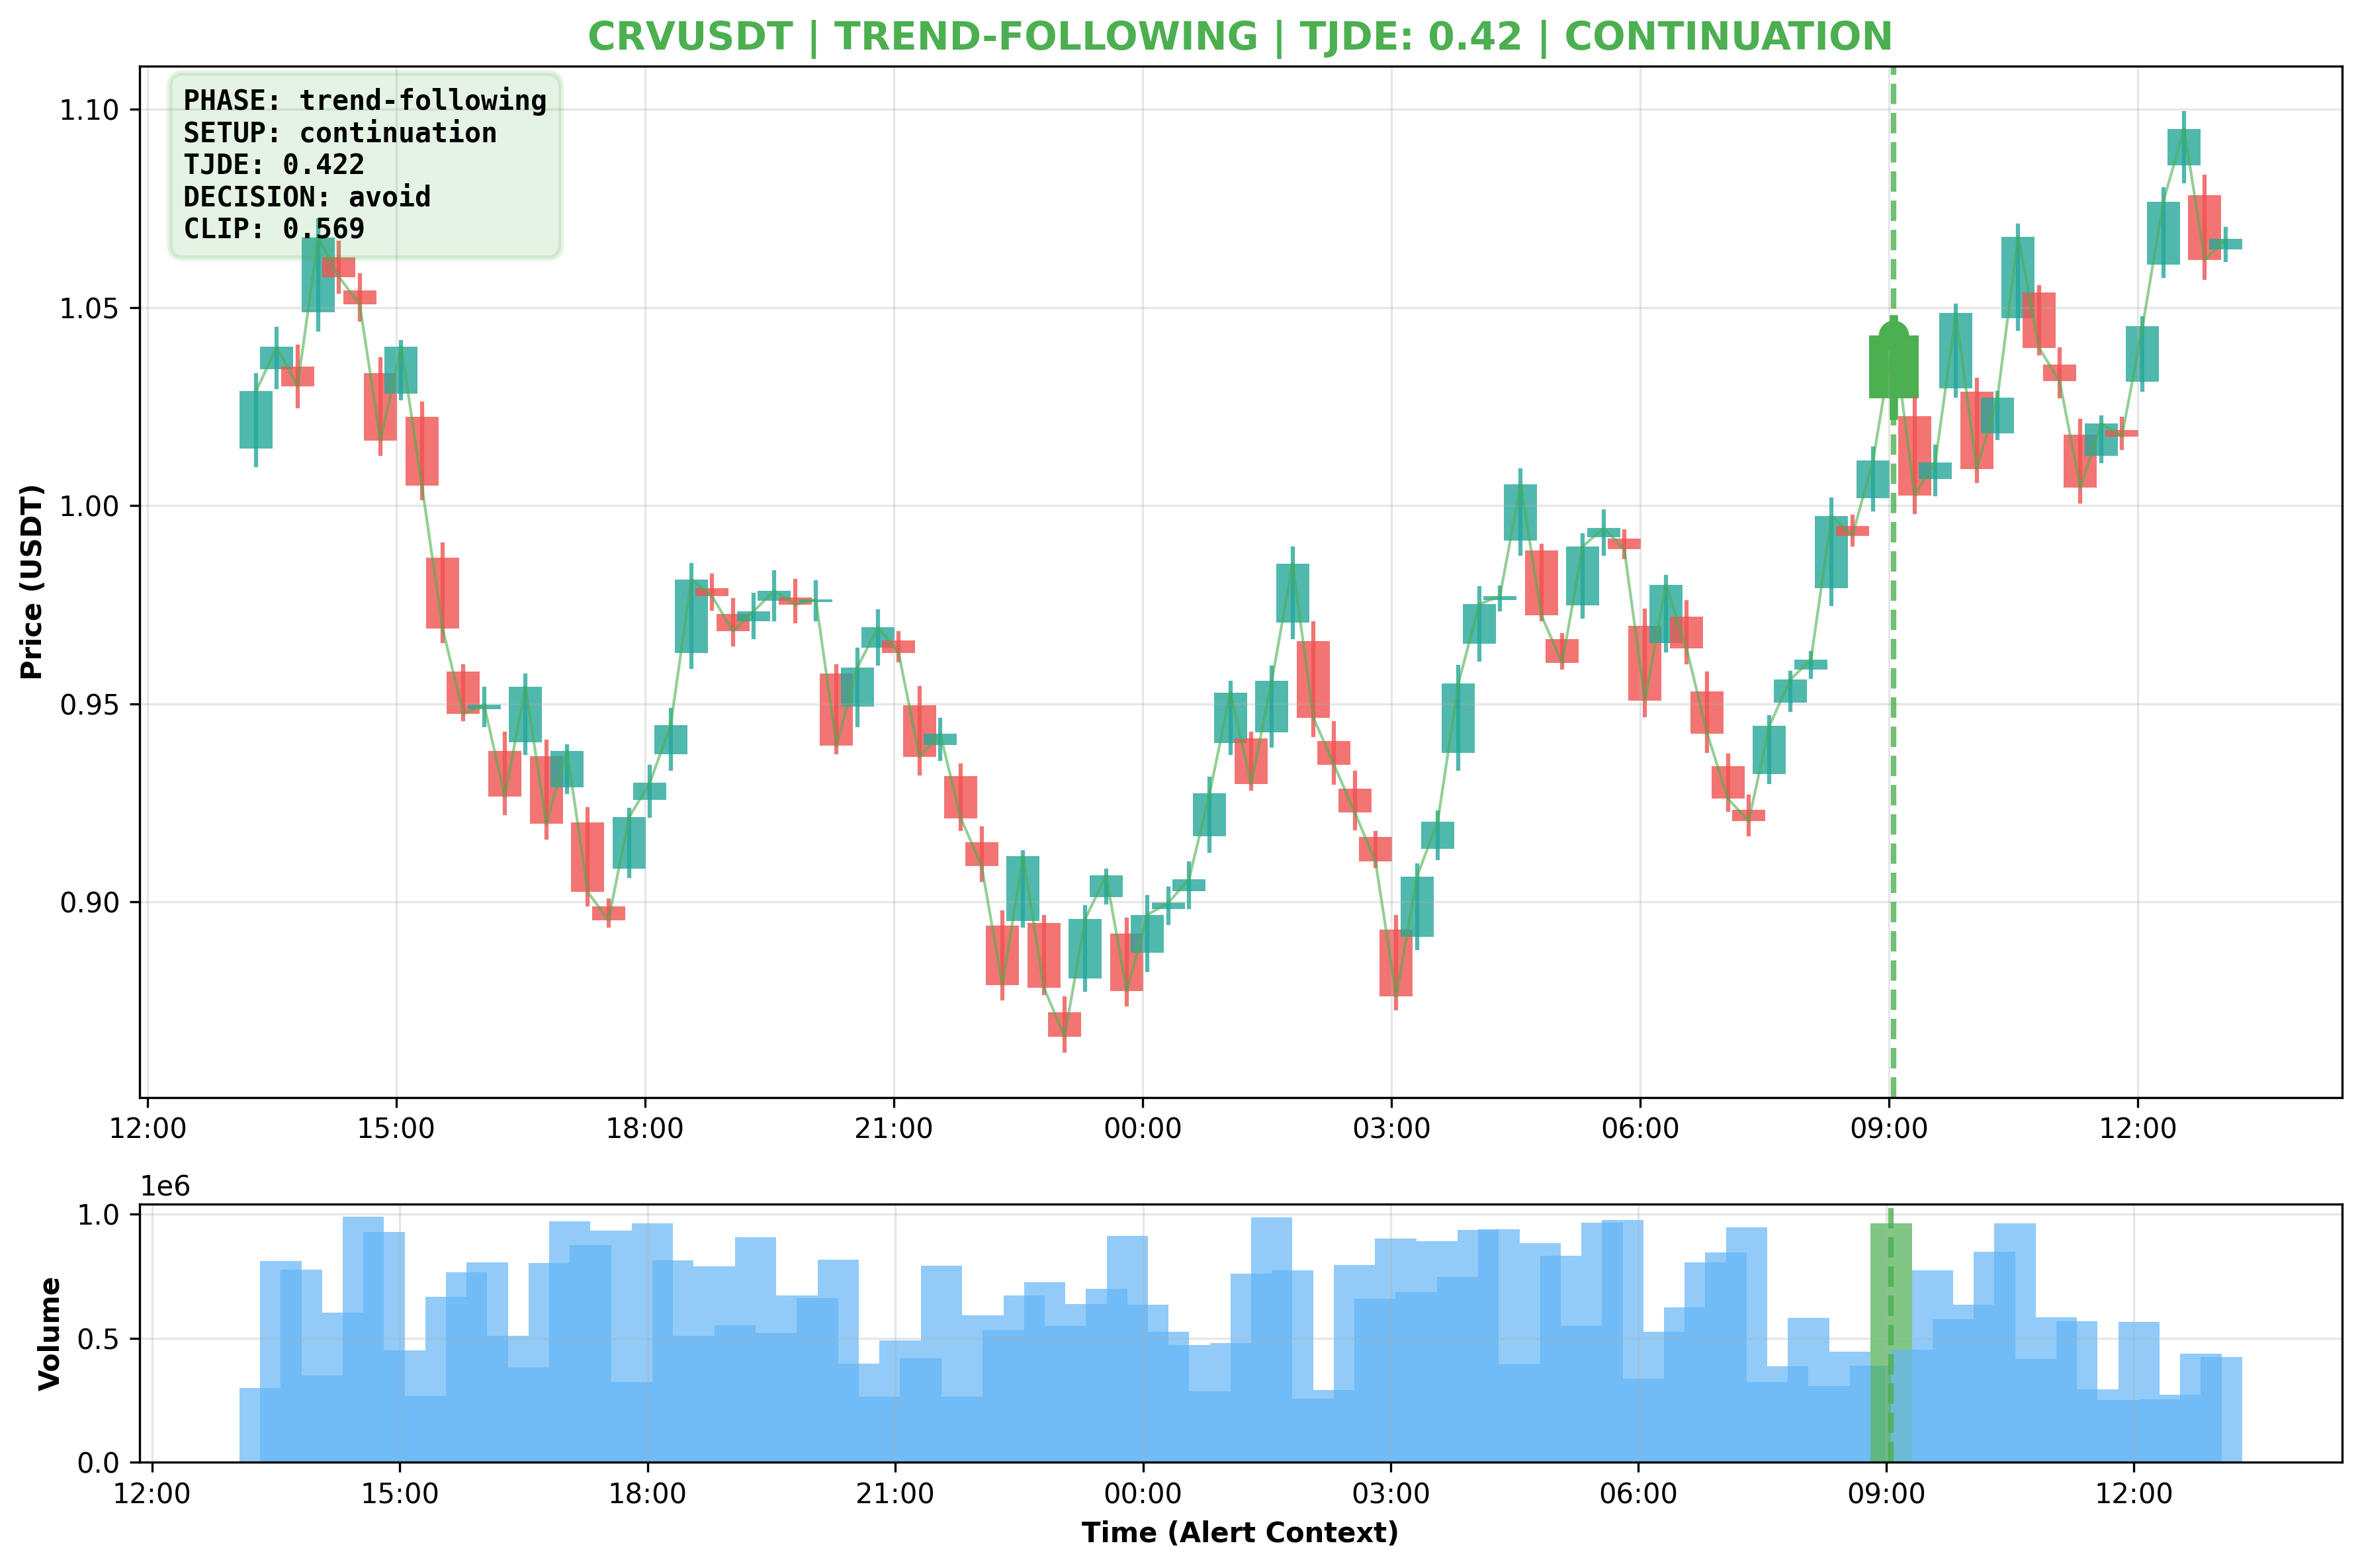 CRVUSDT | TREND-FOLLOWING | TJDE: 0.42 | CONTINUATION
PHASE: trend-following
SETUP: continuation
TJDE: 0.422
DECISION: avoid
CLIP: 0.569
Price (USDT)
1.10
1.05
1.00
0.95
0.90
12:00 15:00 18:00 21:00 00:00 03:00 06:00 09:00 12:00
1e6
Volume
1.0
0.5
0.0
12:00 15:00 18:00 21:00 00:00 03:00 06:00 09:00 12:00
Time (Alert Context)